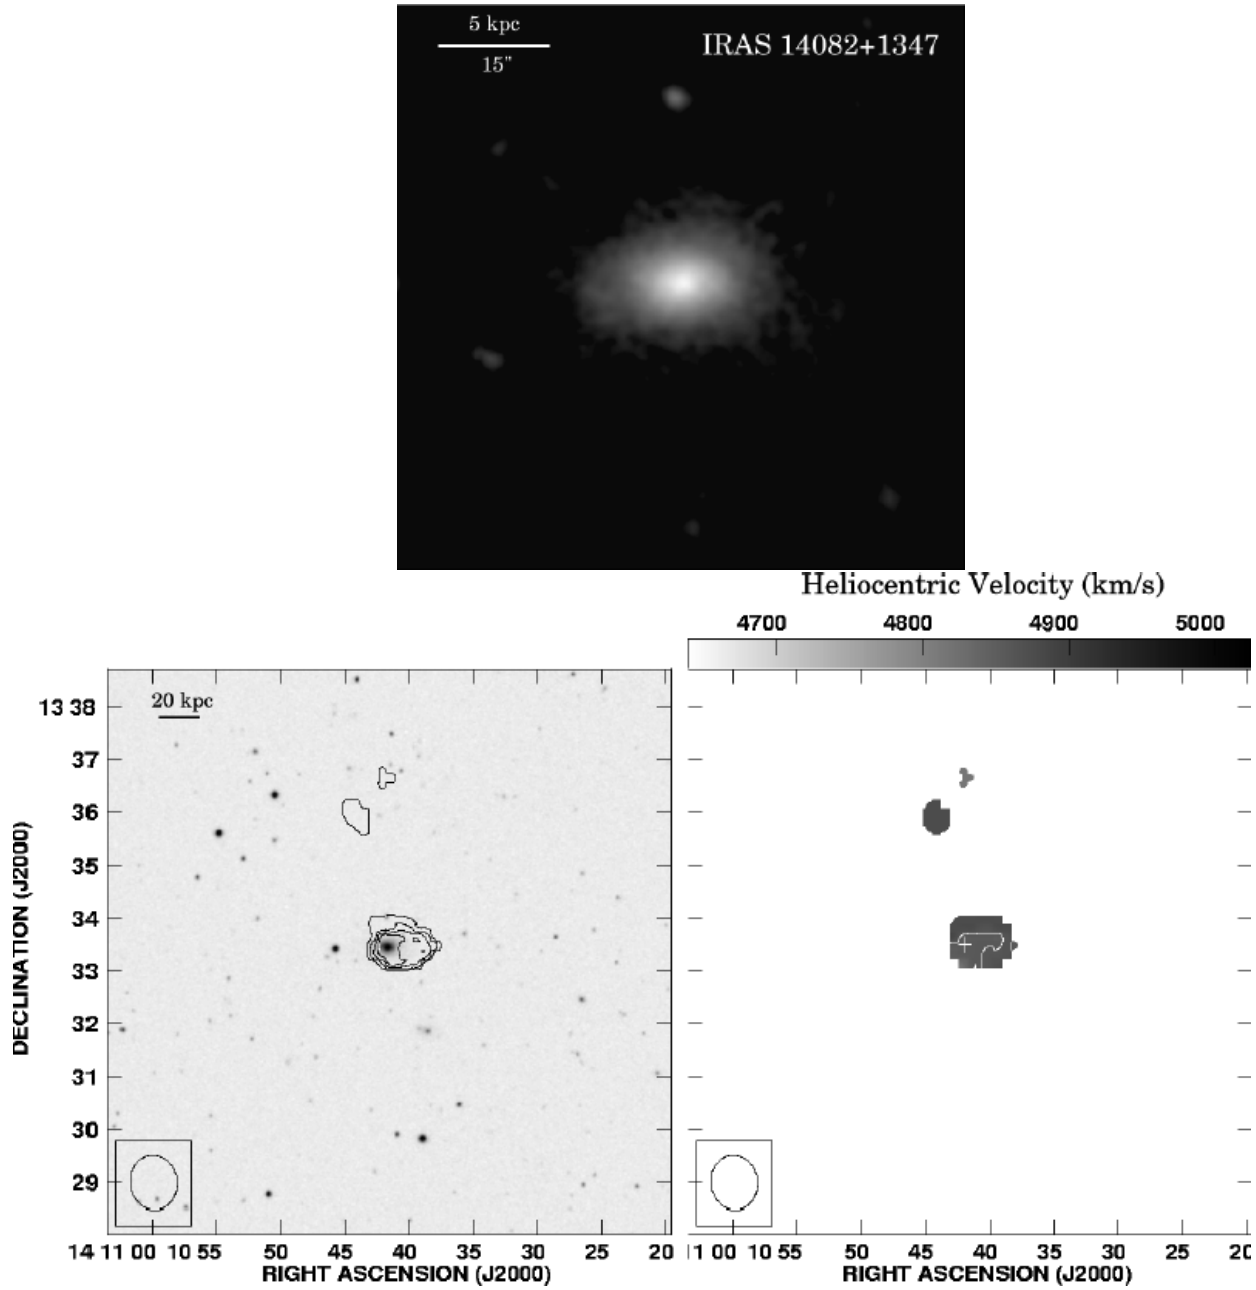 5 kpc
IRAS 14082+1347
15"
Heliocentric Velocity (km/s)
4700 4800 4900 5000
20 kpc
13 38
37
36
35
34
33
32
31
30
29
DECLINATION (J2000)
14 11 00 10 55 50 45 40 35 30 25 20
RIGHT ASCENSION (J2000)
11 00 10 55 50 45 40 35 30 25 20
RIGHT ASCENSION (J2000)